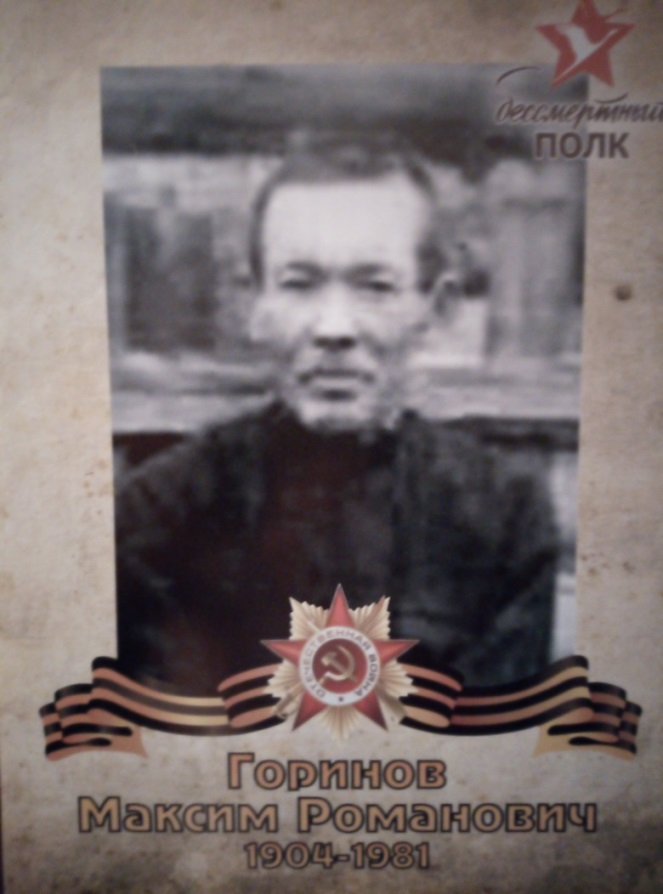 бессмертный
ПОЛК
ОТЕЧЕСТВЕННАЯ ВОЙНА
Горинов
Максим Романович
1904-1981